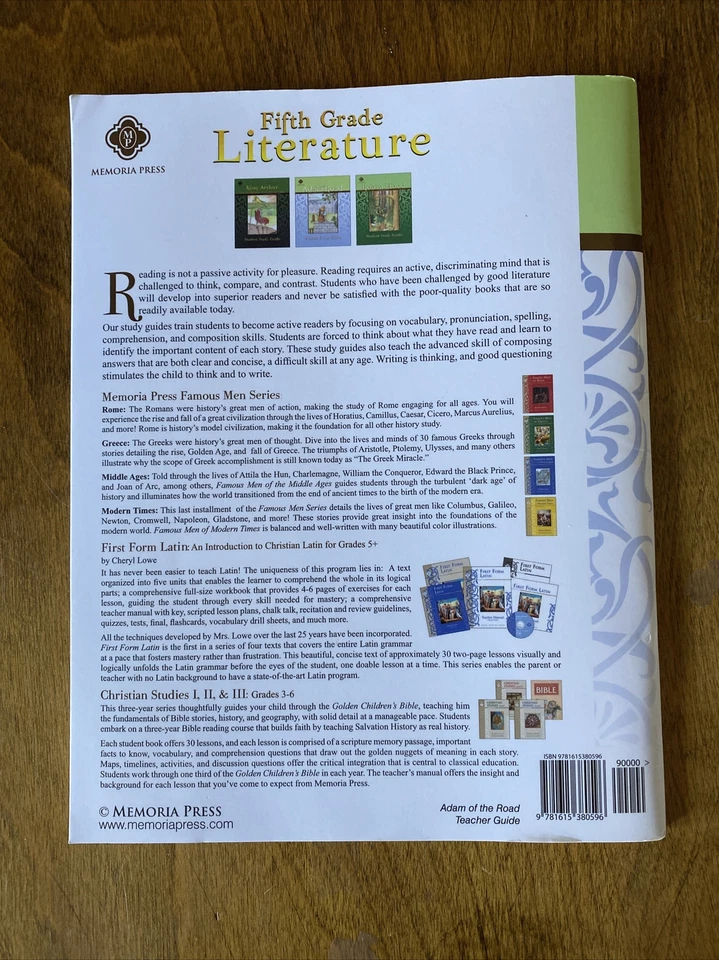 MP
MEMORIA PRESS
Fifth Grade
Literature
Reading is not a passive activity for pleasure. Reading requires an active, discriminating mind that is
challenged to think, compare, and contrast. Students who have been challenged by good literature
will develop into superior readers and never be satisfied with the poor-quality books that are so
readily available today.
Our study guides train students to become active readers by focusing on vocabulary, pronunciation, spelling,
comprehension, and composition skills. Students are forced to think about what they have read and learn to
identify the important content of each story. These study guides also teach the advanced skill of composing
answers that are both clear and concise, a difficult skill at any age. Writing is thinking, and good questioning
stimulates the child to think and to write.
Memoria Press Famous Men Series
Rome: The Romans were history's great men of action, making the study of Rome engaging for all ages. You will
experience the rise and fall of a great civilization through the lives of Horatius, Camillus, Caesar, Cicero, Marcus Aurelius,
and more! Rome is history's model civilization, making it the foundation for all other history study.
Greece: The Greeks were history's great men of thought. Dive into the lives and minds of 30 famous Greeks through
stories detailing the rise, Golden Age, and fall of Greece. The triumphs of Aristotle, Ptolemy, Ulysses, and many others
illustrate why the scope of Greek accomplishment is still known today as "The Greek Miracle."
Middle Ages: Told through the lives of Attila the Hun, Charlemagne, William the Conqueror, Edward the Black Prince,
and Joan of Arc, among others, Famous Men of the Middle Ages guides students through the turbulent 'dark age' of
history and illuminates how the world transitioned from the end of ancient times to the birth of the modern era.
Modern Times: This last installment of the Famous Men Series details the lives of great men like Columbus, Galileo,
Newton, Cromwell, Napoleon, Gladstone, and more! These stories provide great insight into the foundations of the
modern world. Famous Men of Modern Times is balanced and well-written with many beautiful color illustrations.
First Form Latin: An Introduction to Christian Latin for Grades 5+
by Cheryl Lowe
It has never been easier to teach Latin! The uniqueness of this program lies in: A text
organized into five units that enables the learner to comprehend the whole in its logical
parts; a comprehensive full-size workbook that provides 4-6 pages of exercises for each
lesson, guiding the student through every skill needed for mastery; a comprehensive
teacher manual with key, scripted lesson plans, chalk talk, recitation and review guidelines,
quizzes, tests, final, flashcards, vocabulary drill sheets, and much more.
All the techniques developed by Mrs. Lowe over the last 25 years have been incorporated.
First Form Latin is the first in a series of four texts that covers the entire Latin grammar
at a pace that fosters mastery rather than frustration. This beautiful, concise text of approximately 30 two-page lessons visually and
logically unfolds the Latin grammar before the eyes of the student, one doable lesson at a time. This series enables the parent or
teacher with no Latin background to have a state-of-the-art Latin program.
FIRST FORM LATIN
FIRST FORM LATIN
FIRST FORM LATIN
Christian Studies I, II, & III: Grades 3-6
This three-year series thoughtfully guides your child through the Golden Children's Bible, teaching him
the fundamentals of Bible stories, history, and geography, with solid detail at a manageable pace. Students
embark on a three-year Bible reading course that builds faith by teaching Salvation History as real history.
BIBLE
Each student book offers 30 lessons, and each lesson is comprised of a scripture memory passage, important
facts to know, vocabulary, and comprehension questions that draw out the golden nuggets of meaning in each story.
Maps, timelines, activities, and discussion questions offer the critical integration that is central to classical education.
Students work through one third of the Golden Children's Bible in each year. The teacher's manual offers the insight and
background for each lesson that you've come to expect from Memoria Press.
© MEMORIA PRESS
www.memoriapress.com
Adam of the Road
Teacher Guide
ISBN 9781615380596
90000 >
9 781615 380596